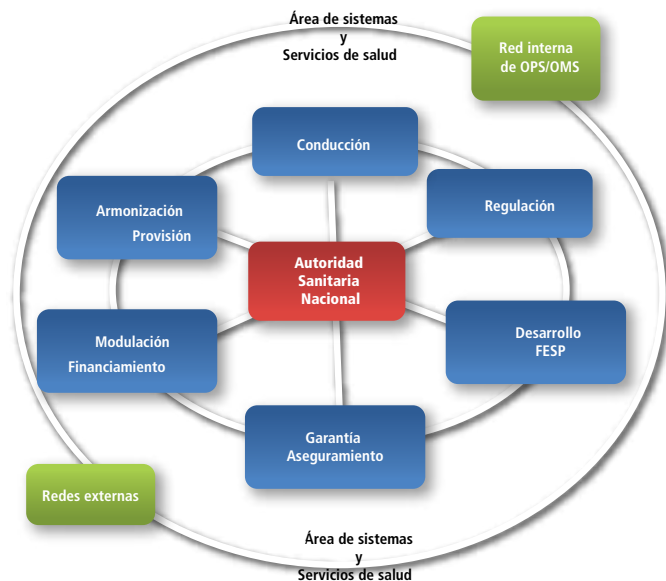 Área de sistemas
y
Servicios de salud
Red interna
de OPS/OMS
Conducción
Armonización
Provisión
Regulación
Autoridad
Sanitaria
Nacional
Modulación
Financiamiento
Desarrollo
FESP
Garantía
Aseguramiento
Redes externas
Área de sistemas
y
Servicios de salud